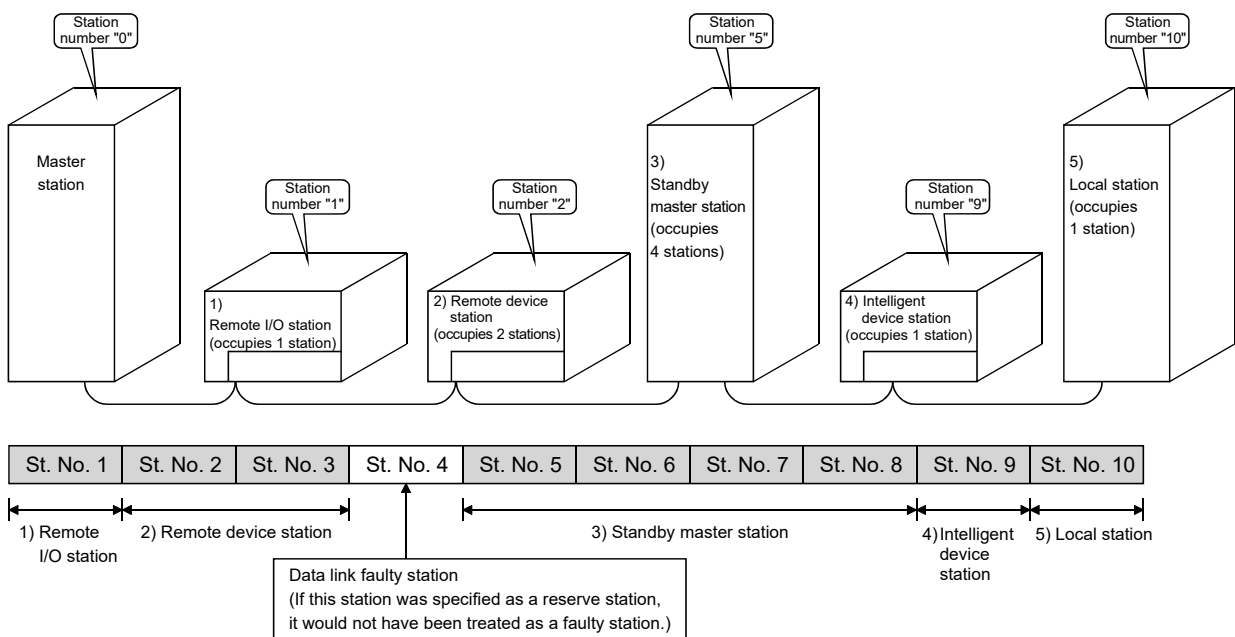 Station
number "0"
Station
number "5"
Station
number "10"
Master
station
Station
number "1"
Station
number "2"
3)
Standby
master station
(occupies
4 stations)
Station
number "9"
5)
Local station
(occupies
1 station)
1)
Remote I/O station
(occupies 1 station)
2) Remote device
station
(occupies 2 stations)
4) Intelligent
device station
(occupies 1 station)
St. No. 1 St. No. 2 St. No. 3 St. No. 4 St. No. 5 St. No. 6 St. No. 7 St. No. 8 St. No. 9 St. No. 10
1) Remote
I/O station
2) Remote device station
3) Standby master station
4) Intelligent
device
station
5) Local station
Data link faulty station
(If this station was specified as a reserve station,
it would not have been treated as a faulty station.)